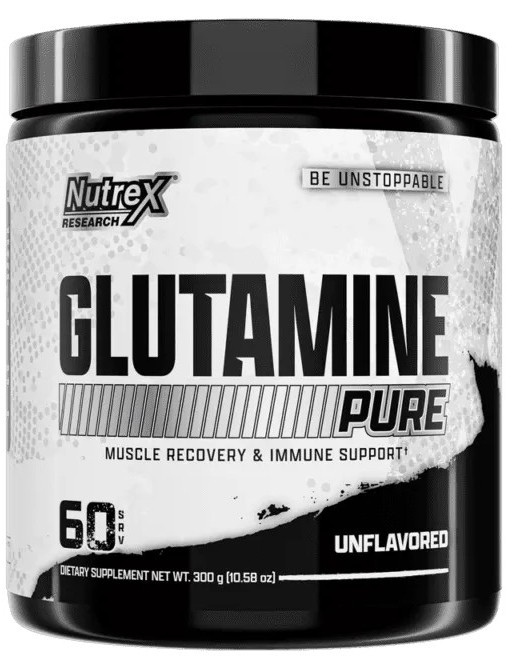 Nutrex
RESEARCH
BE UNSTOPPABLE
GLUTAMINE
PURE
MUSCLE RECOVERY & IMMUNE SUPPORT†
60 SRV
UNFLAVORED
DIETARY SUPPLEMENT NET WT. 300 g [10.58 oz]